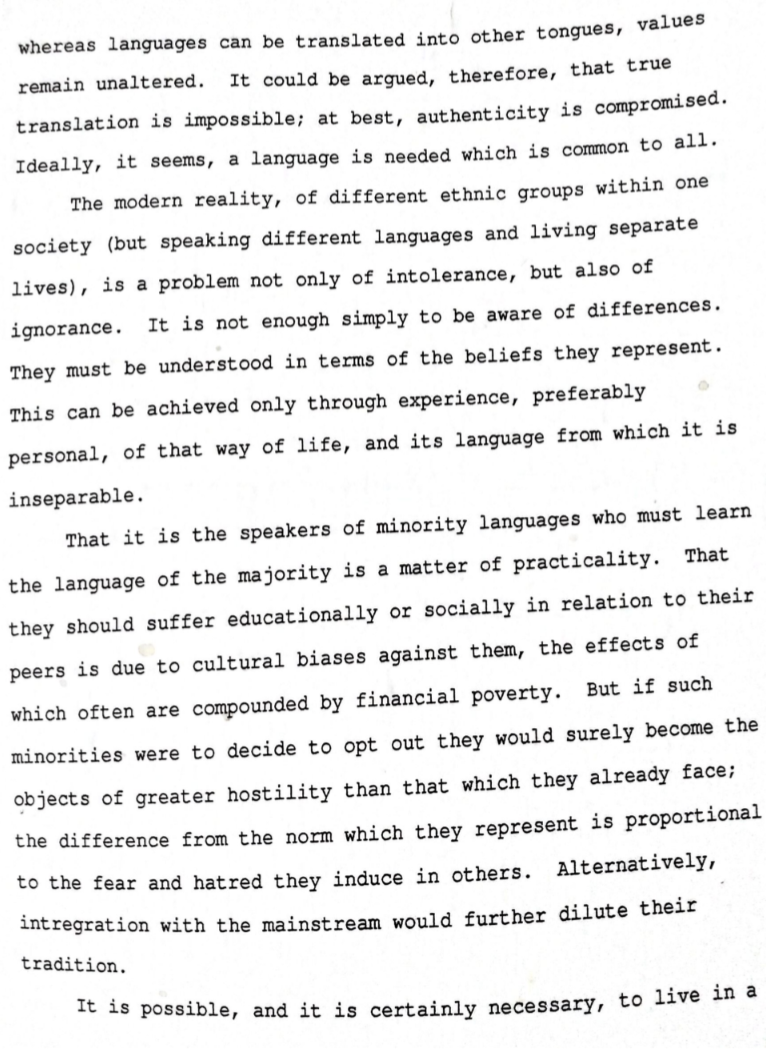 whereas languages can be translated into other tongues, values
remain unaltered. It could be argued, therefore, that true
translation is impossible; at best, authenticity is compromised.
Ideally, it seems, a language is needed which is common to all.
The modern reality, of different ethnic groups within one
society (but speaking different languages and living separate
lives), is a problem not only of intolerance, but also of
ignorance. It is not enough simply to be aware of differences.
They must be understood in terms of the beliefs they represent.
This can be achieved only through experience, preferably
personal, of that way of life, and its language from which it is
inseparable.
That it is the speakers of minority languages who must learn
the language of the majority is a matter of practicality. That
they should suffer educationally or socially in relation to their
peers is due to cultural biases against them, the effects of
which often are compounded by financial poverty. But if such
minorities were to decide to opt out they would surely become the
objects of greater hostility than that which they already face;
the difference from the norm which they represent is proportional
to the fear and hatred they induce in others. Alternatively,
intregration with the mainstream would further dilute their
tradition.
It is possible, and it is certainly necessary, to live in a